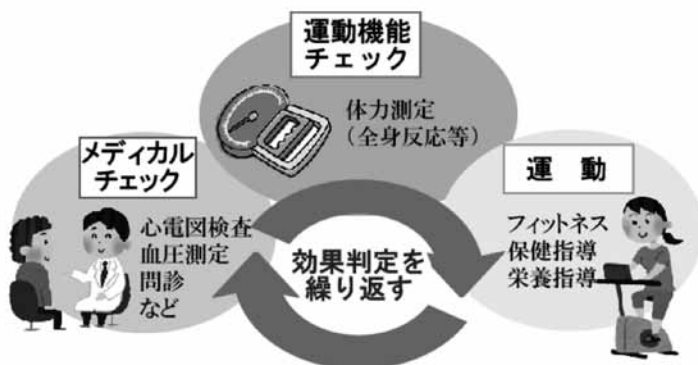 運動機能
チェック
体力測定
（全身反応等）
メディカル
チェック
心電図検査
血圧測定
問診
など
運　動
フィットネス
保健指導
栄養指導
効果判定を
繰り返す